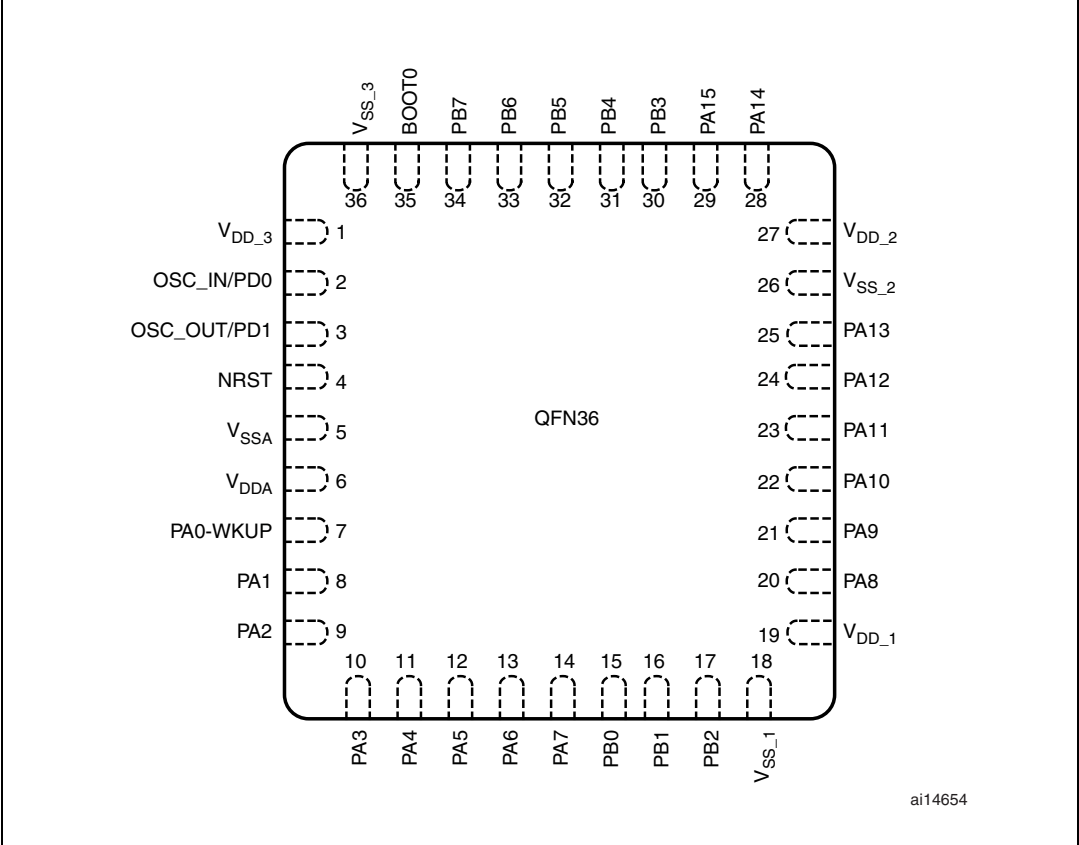 VSS_3
BOOT0
PB7
PB6
PB5
PB4
PB3
PA15
PA14
36 35 34 33 32 31 30 29 28
VDD_3 1
27 VDD_2
OSC_IN/PD0 2
26 VSS_2
OSC_OUT/PD1 3
25 PA13
NRST 4
24 PA12
QFN36
VSSA 5
23 PA11
VDDA 6
22 PA10
PA0-WKUP 7
21 PA9
PA1 8
20 PA8
PA2 9
19 VDD_1
10 11 12 13 14 15 16 17 18
PA3
PA4
PA5
PA6
PA7
PB0
PB1
PB2
VSS_1
ai14654